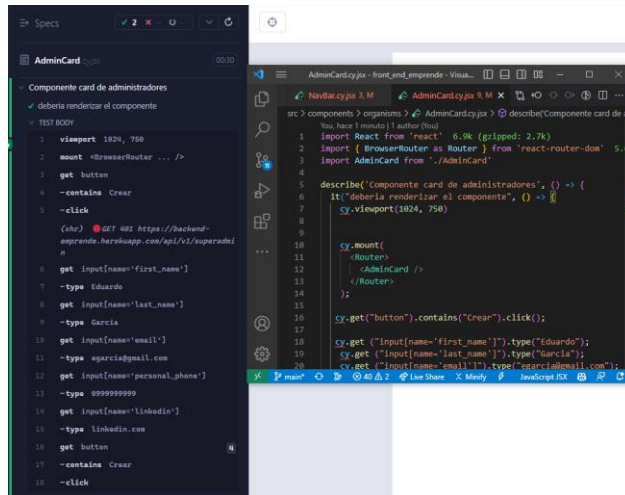 Specs
2
AdminCard cy.jsx
00:30
Componente card de administradores
deberia renderizar el componente
TEST BODY
1 viewport 1024, 750
2 mount <BrowserRouter ... />
3 get button
4 -contains Crear
5 -click
(xhr) GET 401 https://backend-
emprende.herokuapp.com/api/v1/superadmi
n
6 get input[name='first_name']
7 -type Eduardo
8 get input[name='last_name']
9 -type Garcia
10 get input[name='email']
11 -type egarcia@gmail.com
12 get input[name='personal_phone']
13 -type 0999999999
14 get input[name='linkedin']
15 -type linkedin.com
16 get button 4
17 -contains Crear
18 -click
AdminCard.cy.jsx - front_end_emprende - Visua...
NavBar.cy.jsx 3, M
AdminCard.cy.jsx 9, M
src > components > organisms > AdminCard.cy.jsx > describe('Componente card de a
You, hace 1 minuto | 1 author (You)
1 import React from 'react' 6.9k (gzipped: 2.7k)
2 import { BrowserRouter as Router } from 'react-router-dom' 5.
3 import AdminCard from './AdminCard'
4
5 describe('Componente card de administradores', () => {
6 it("deberia renderizar el componente", () => {
7 cy.viewport(1024, 750)
8
9
10 cy.mount(
11 <Router>
12 <AdminCard />
13 </Router>
14 );
15
16 cy.get("button").contains("Crear").click();
17
18 cy.get ("input[name='first_name']").type("Eduardo");
19 cy.get ("input[name='last_name']").type("Garcia");
20 cy.get ("input[name='email']").type("egarcia@gmail.com");
main* 40 2 Live Share Minify JavaScript JSX